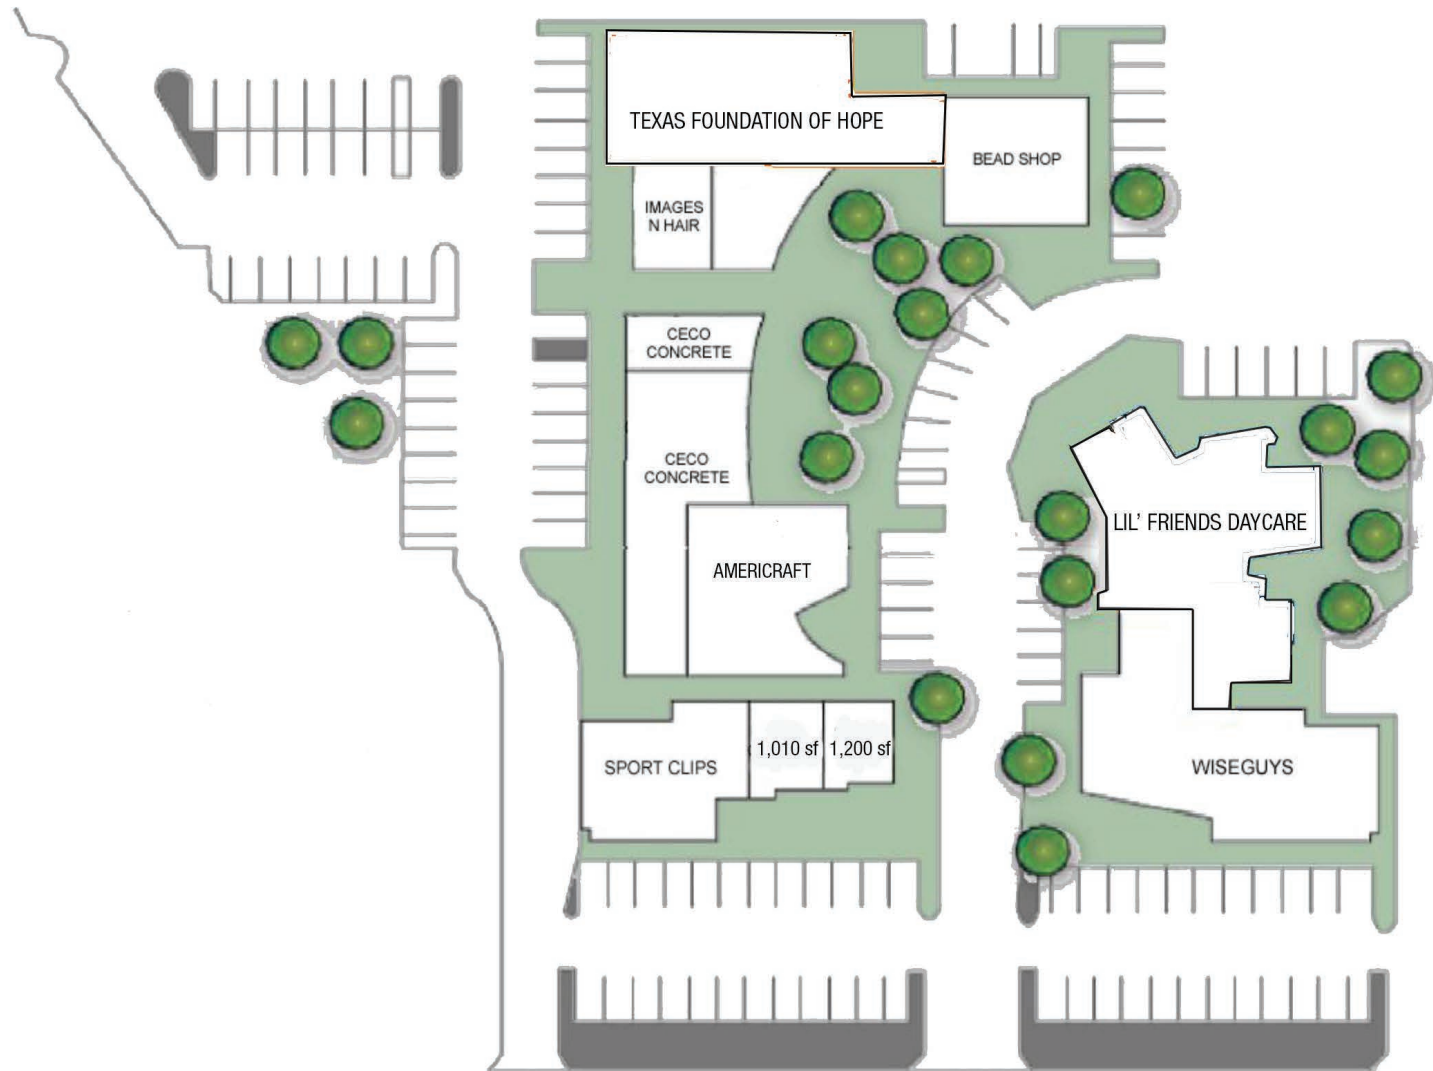 TEXAS FOUNDATION OF HOPE
BEAD SHOP
IMAGES
N HAIR
CECO
CONCRETE
CECO
CONCRETE
AMERICRAFT
LIL' FRIENDS DAYCARE
SPORT CLIPS
1,010 sf
1,200 sf
WISEGUYS